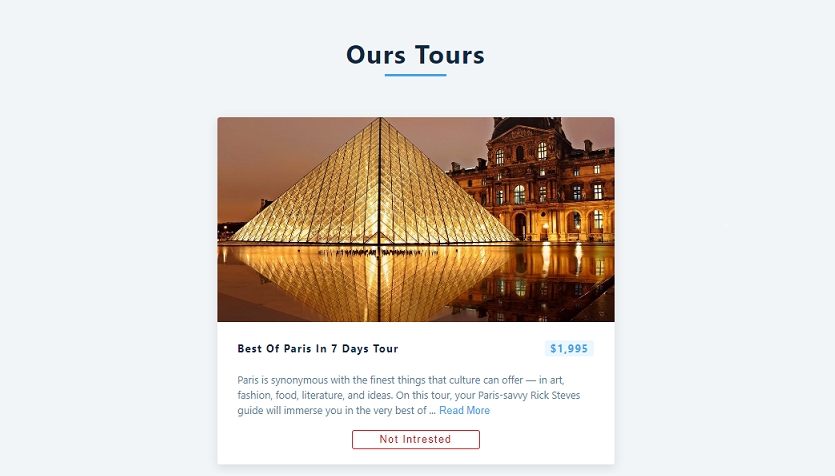 Ours Tours
Best Of Paris In 7 Days Tour
$1,995
Paris is synonymous with the finest things that culture can offer — in art,
fashion, food, literature, and ideas. On this tour, your Paris-savvy Rick Steves
guide will immerse you in the very best of ... Read More
Not Intrested